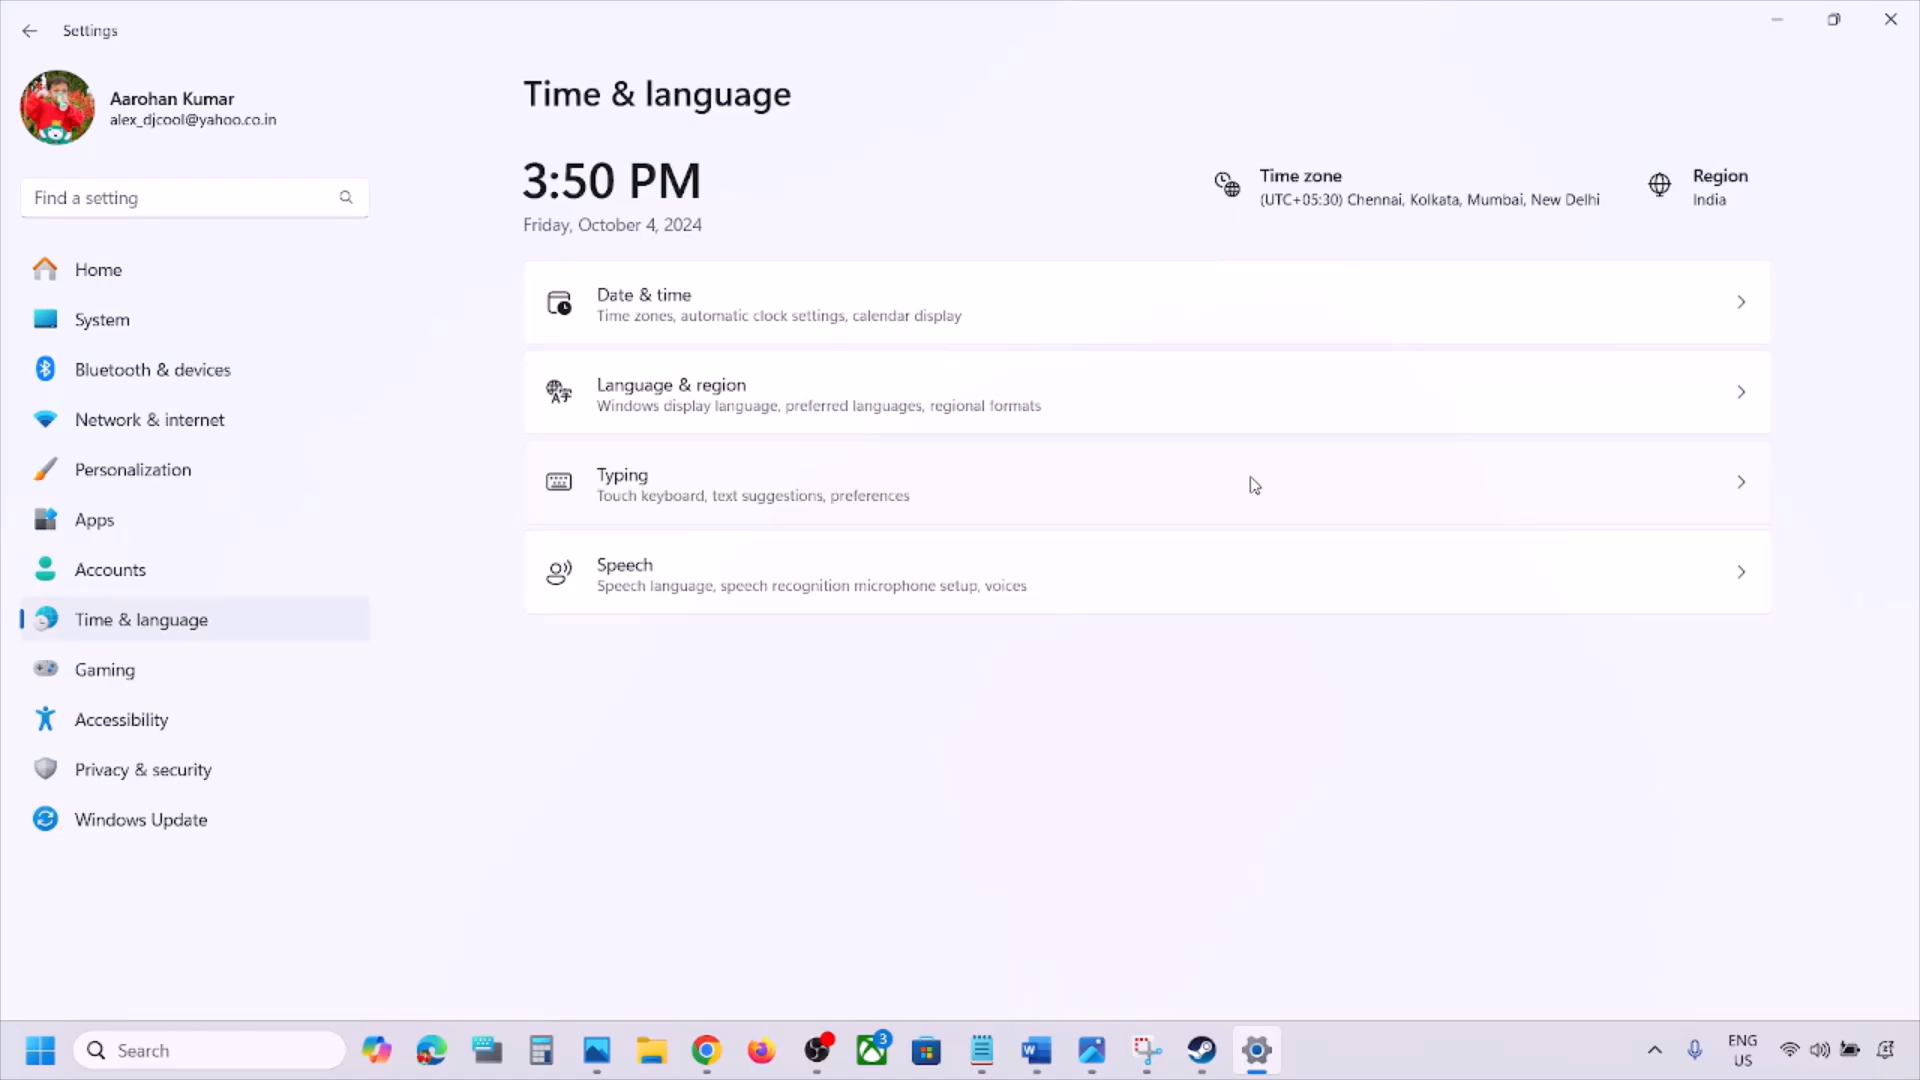 Settings
Aarohan Kumar
alex_djcool@yahoo.co.in
Find a setting
Home
System
Bluetooth & devices
Network & internet
Personalization
Apps
Accounts
Time & language
Gaming
Accessibility
Privacy & security
Windows Update
Time & language
3:50 PM
Friday, October 4, 2024
Time zone
(UTC+05:30) Chennai, Kolkata, Mumbai, New Delhi
Region
India
Date & time
Time zones, automatic clock settings, calendar display
Language & region
Windows display language, preferred languages, regional formats
Typing
Touch keyboard, text suggestions, preferences
Speech
Speech language, speech recognition microphone setup, voices
Search
3
ENG
US